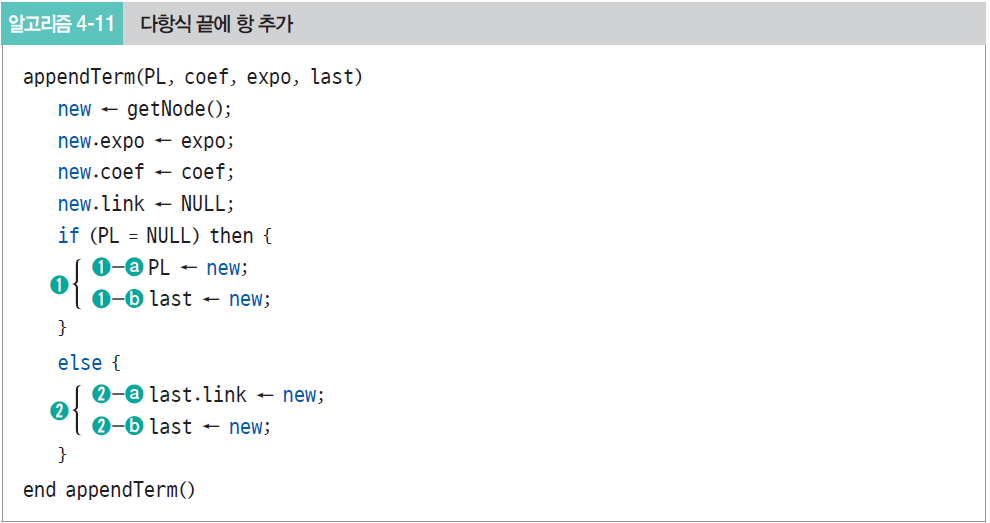 알고리즘 4-11 다항식 끝에 항 추가
appendTerm(PL, coef, expo, last)
new ← getNode();
new.expo ← expo;
new.coef ← coef;
new.link ← NULL;
if (PL = NULL) then {
❶ ❶-ⓐ PL ← new;
❶-ⓑ last ← new;
}
else {
❷ ❷-ⓐ last.link ← new;
❷-ⓑ last ← new;
}
end appendTerm()